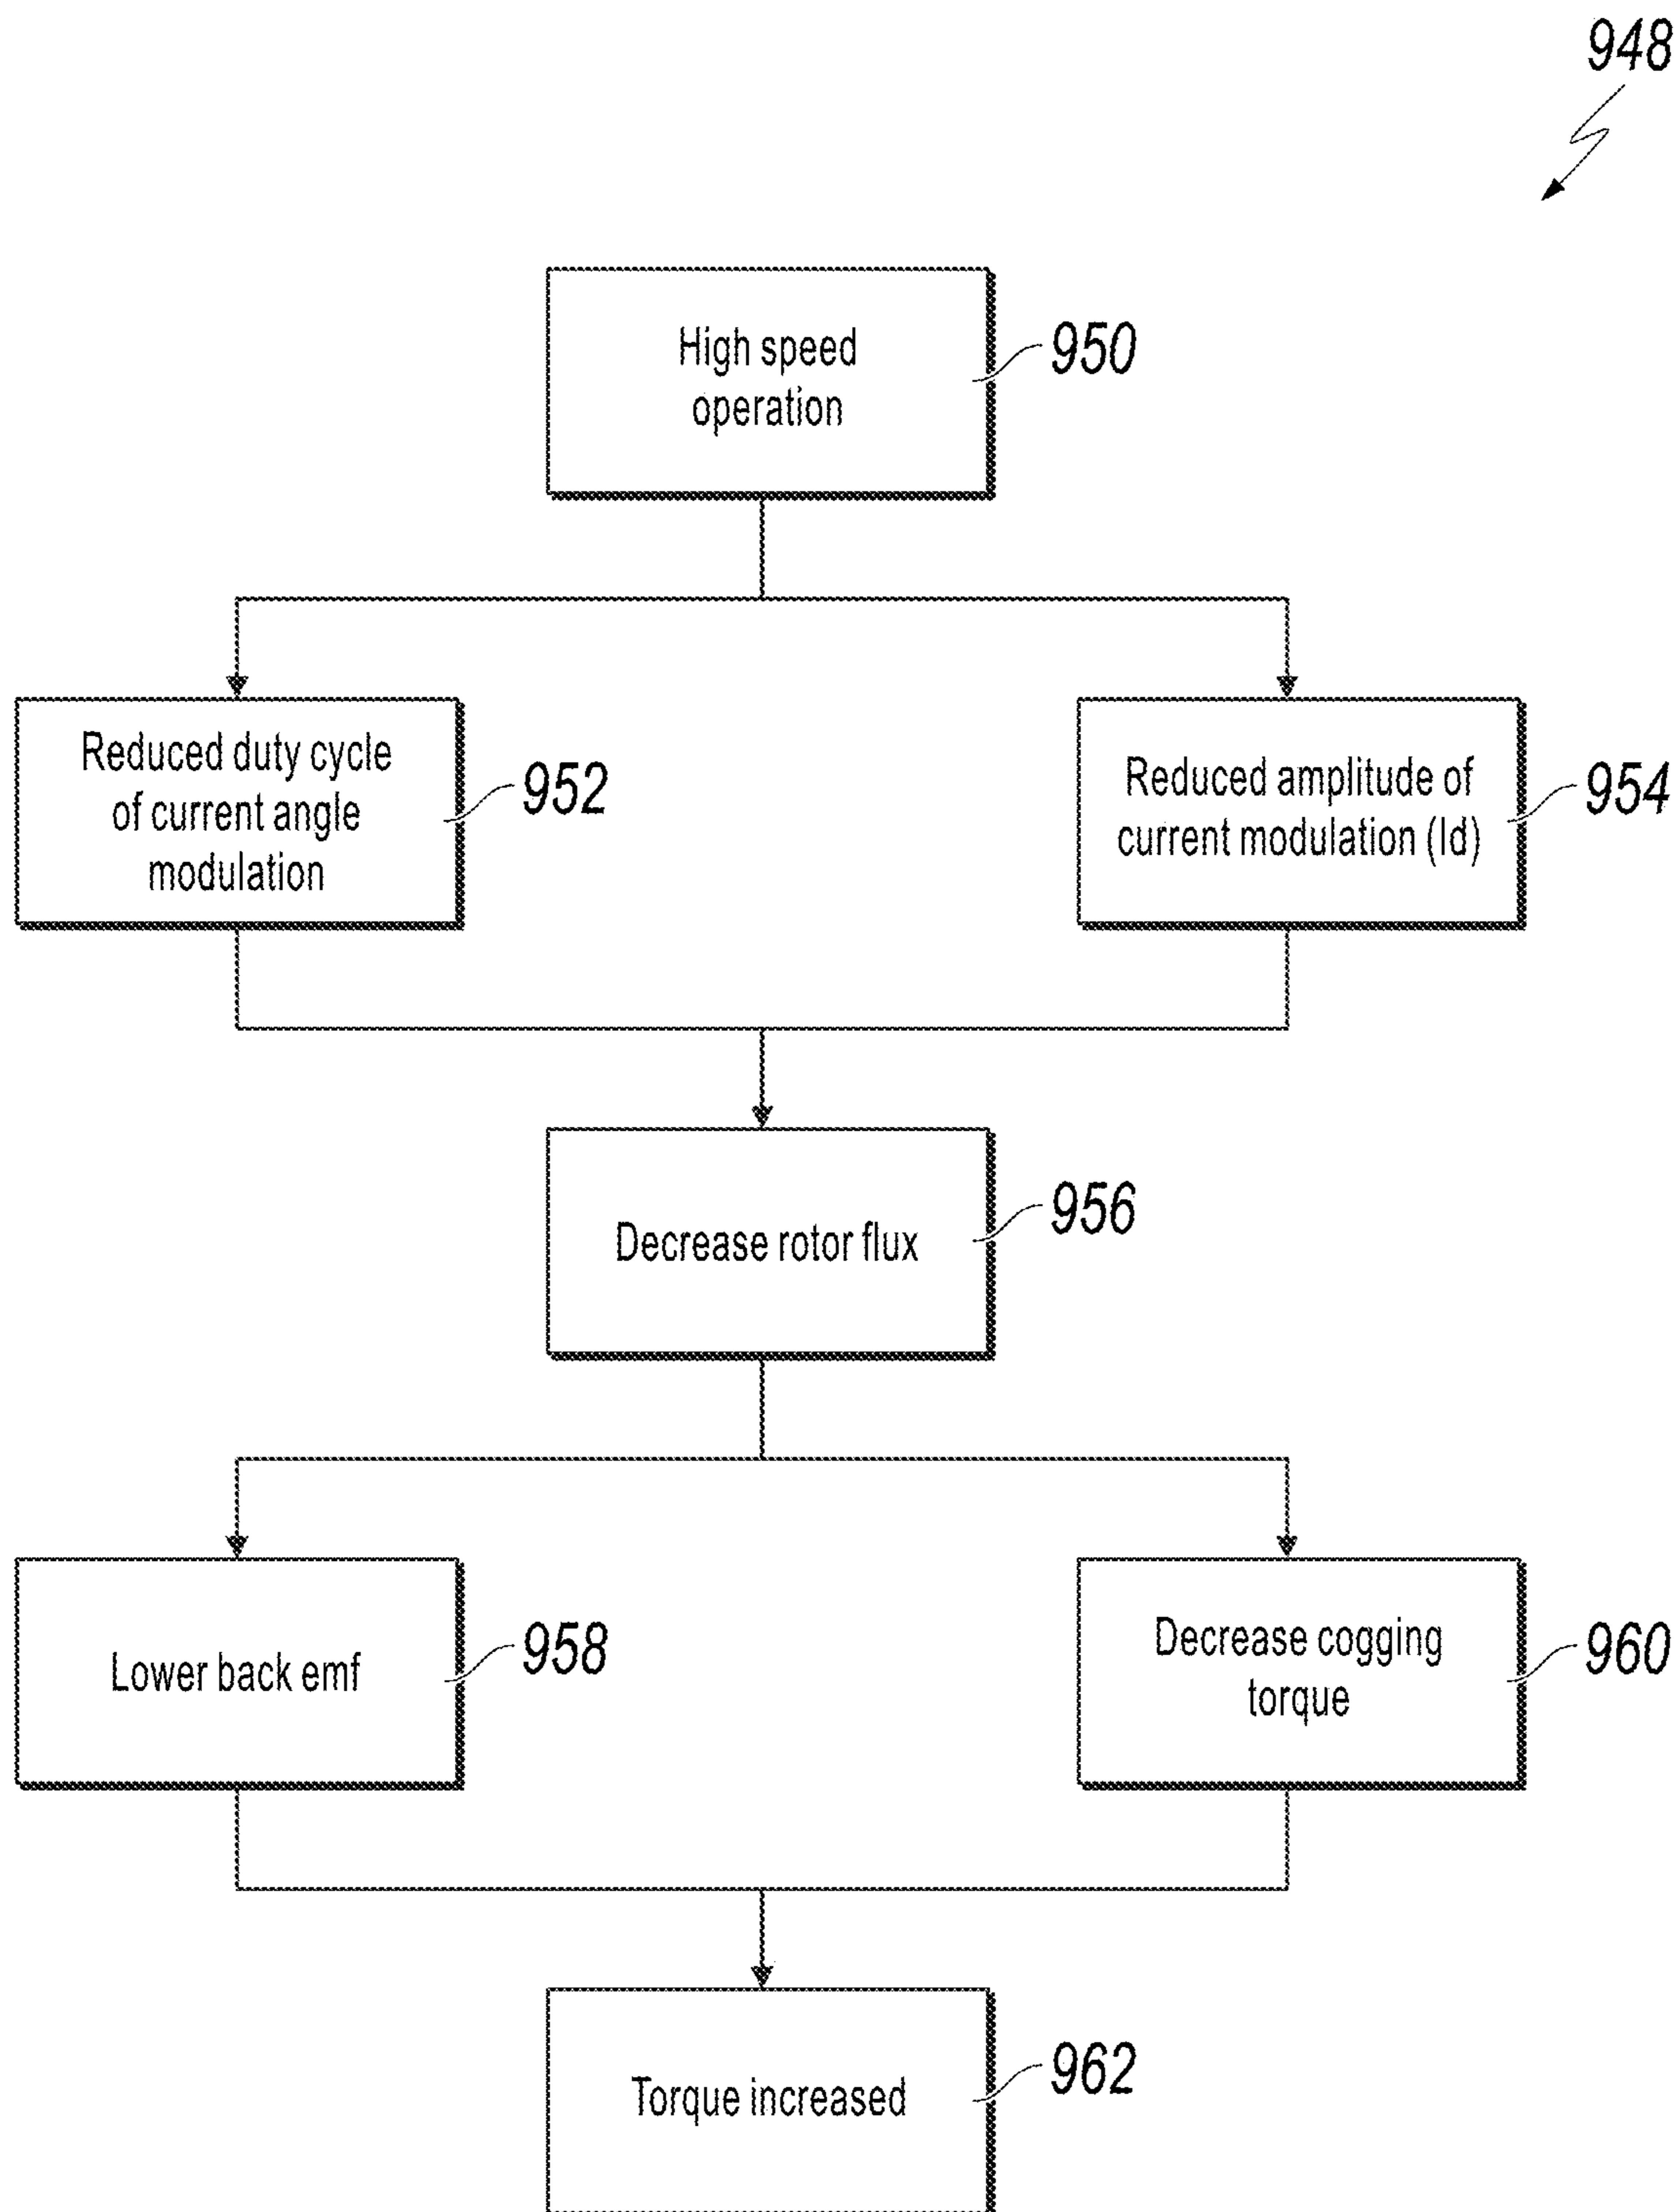 948
High speed
operation
950
Reduced duty cycle
of current angle
modulation
952
Reduced amplitude of
current modulation (Id)
954
Decrease rotor flux
956
Lower back emf
958
Decrease cogging
torque
960
Torque increased
962